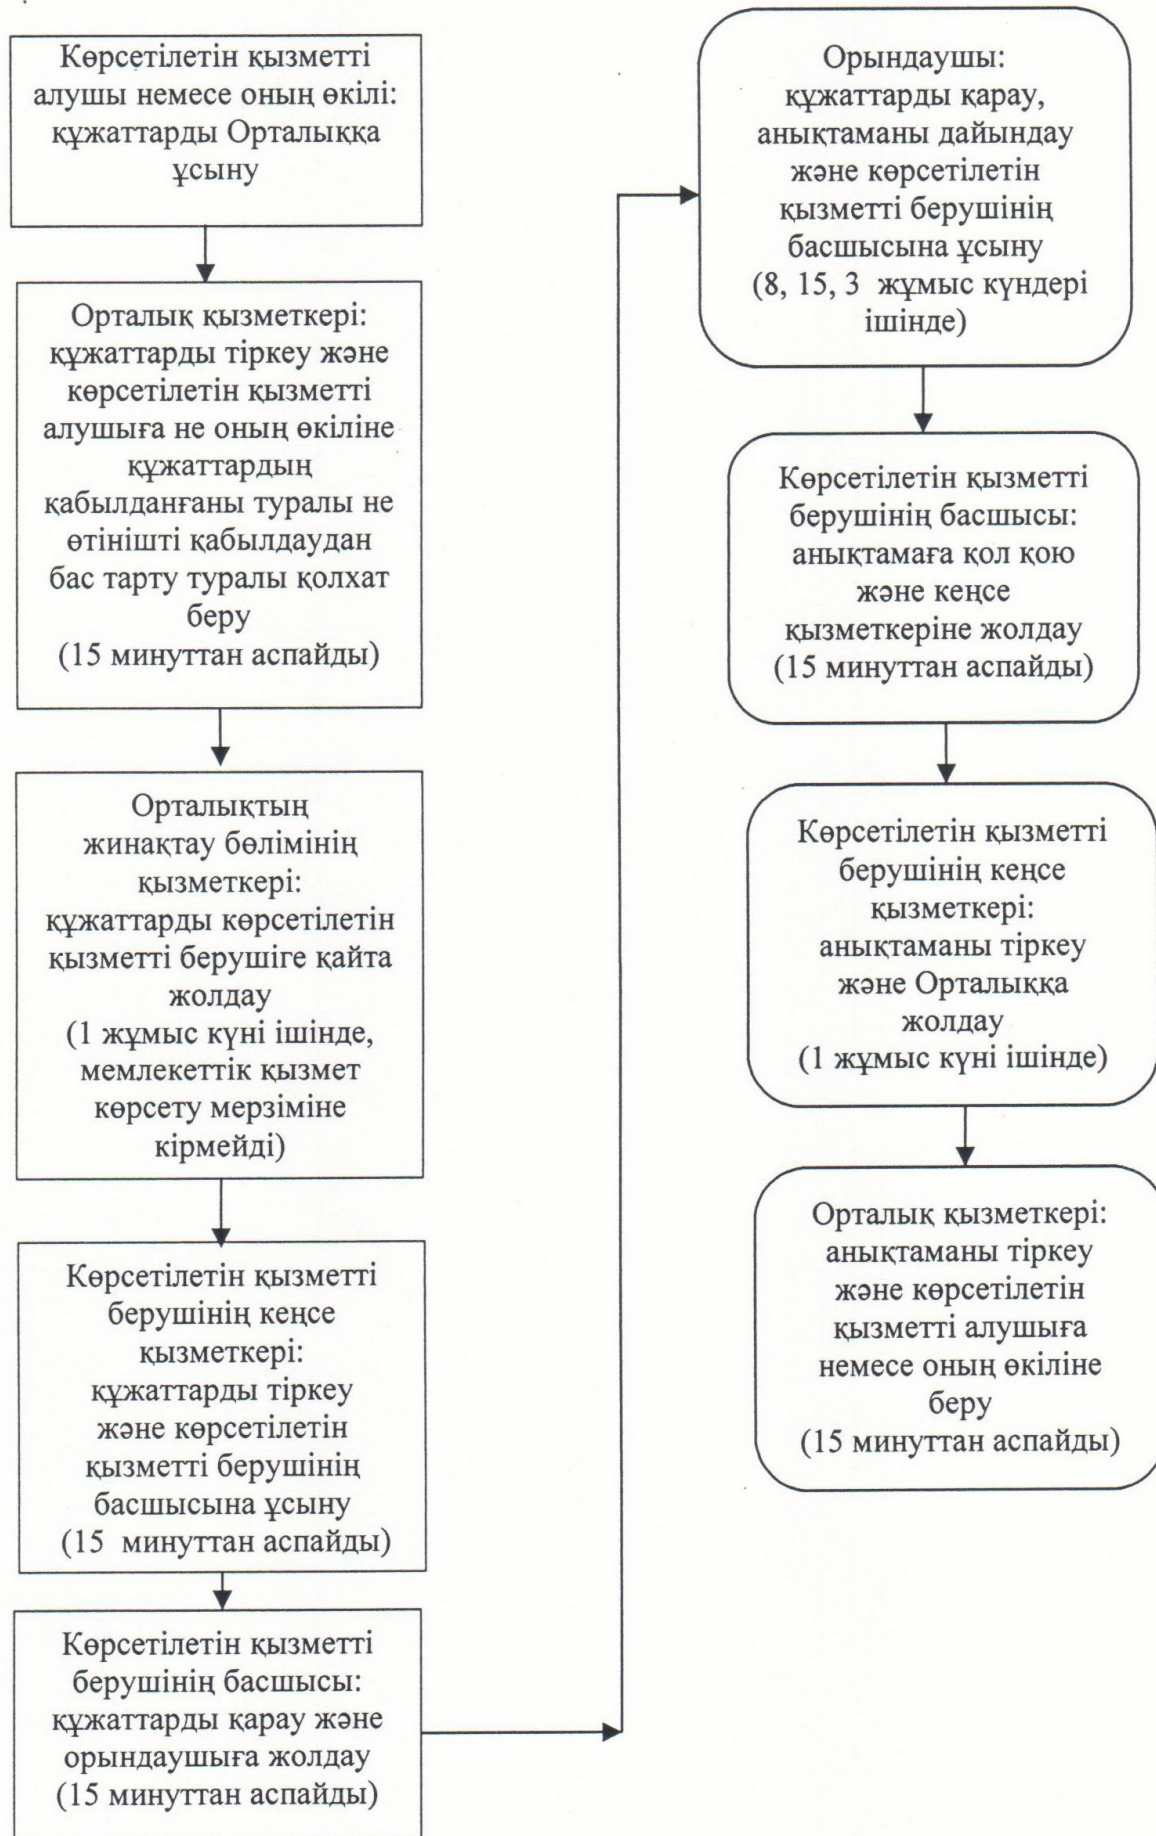 Көрсетілетін қызметті
алушы немесе оның өкілі:
құжаттарды Орталыққа
ұсыну
Орталық қызметкері:
құжаттарды тіркеу және
көрсетілетін қызметті
алушыға не оның өкіліне
құжаттардың
қабылданғаны туралы не
өтінішті қабылдаудан
бас тарту туралы қолхат
беру
(15 минуттан аспайды)
Орталықтың
жинақтау бөлімінің
қызметкері:
құжаттарды көрсетілетін
қызметті берушіге қайта
жолдау
(1 жұмыс күні ішінде,
мемлекеттік қызмет
көрсету мерзіміне
кірмейді)
Көрсетілетін қызметті
берушінің кеңсе
қызметкері:
құжаттарды тіркеу
және көрсетілетін
қызметті берушінің
басшысына ұсыну
(15 минуттан аспайды)
Көрсетілетін қызметті
берушінің басшысы:
құжаттарды қарау және
орындаушыға жолдау
(15 минуттан аспайды)
Орындаушы:
құжаттарды қарау,
анықтаманы дайындау
және көрсетілетін
қызметті берушінің
басшысына ұсыну
(8, 15, 3 жұмыс күндері
ішінде)
Көрсетілетін қызметті
берушінің басшысы:
анықтамаға қол қою
және кеңсе
қызметкеріне жолдау
(15 минуттан аспайды)
Көрсетілетін қызметті
берушінің кеңсе
қызметкері:
анықтаманы тіркеу
және Орталыққа
жолдау
(1 жұмыс күні ішінде)
Орталық қызметкері:
анықтаманы тіркеу
және көрсетілетін
қызметті алушыға
немесе оның өкіліне
беру
(15 минуттан аспайды)